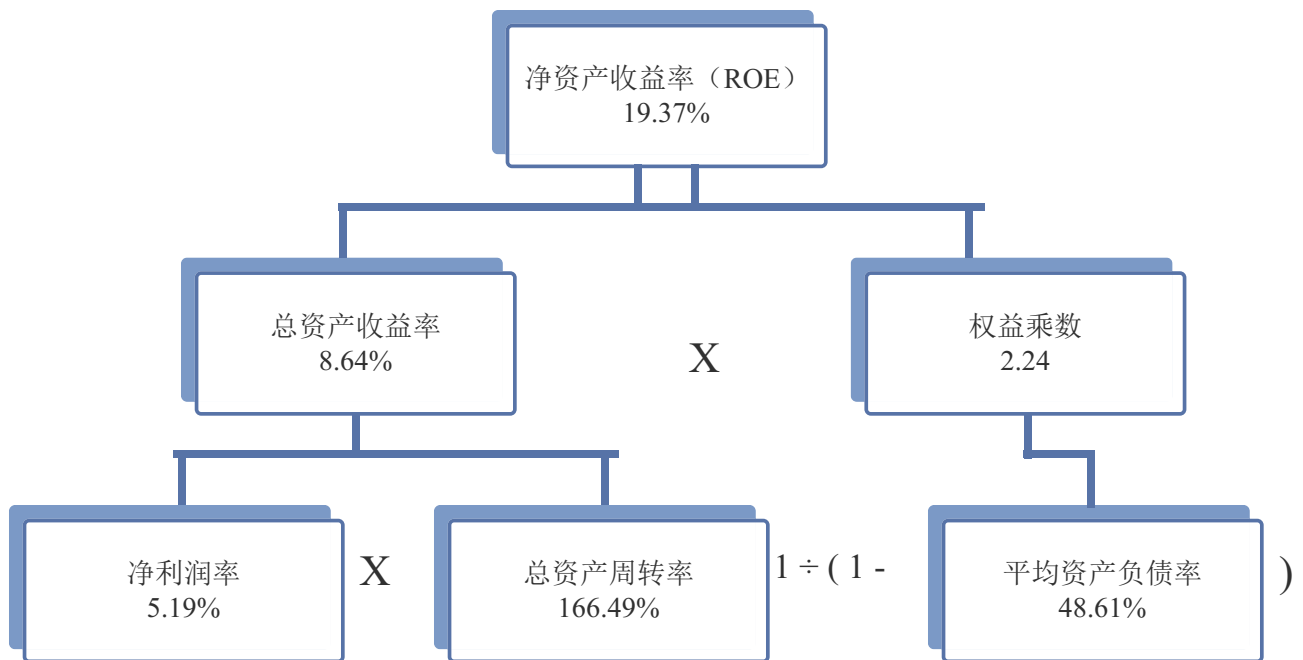 净资产收益率（ROE）
19.37%
总资产收益率
8.64%
X
权益乘数
2.24
净利润率
5.19%
X
总资产周转率
166.49%
1 ÷ ( 1 -
平均资产负债率
48.61%
)